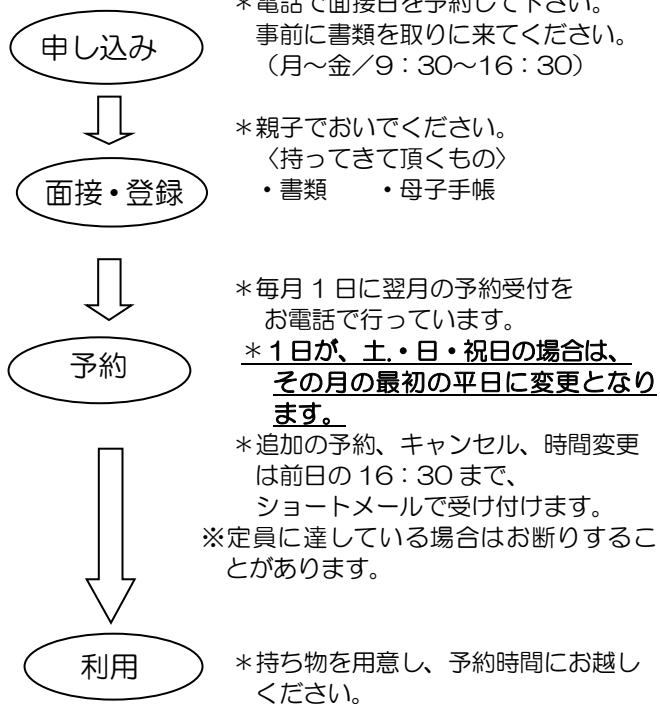 ＊電話で面接日を予約して下さい。
事前に書類を取りに来てください。
（月～金／9：30～16：30）
申し込み
＊親子でおいでください。
〈持ってきて頂くもの〉
・書類　・母子手帳
面接・登録
＊毎月 1 日に翌月の予約受付を
お電話で行っています。
＊1日が、土.・日・祝日の場合は、
その月の最初の平日に変更となり
ます。
予約
＊追加の予約、キャンセル、時間変更
は前日の 16：30 まで、
ショートメールで受け付けます。
※定員に達している場合はお断りするこ
とがあります。
利用
＊持ち物を用意し、予約時間にお越し
ください。